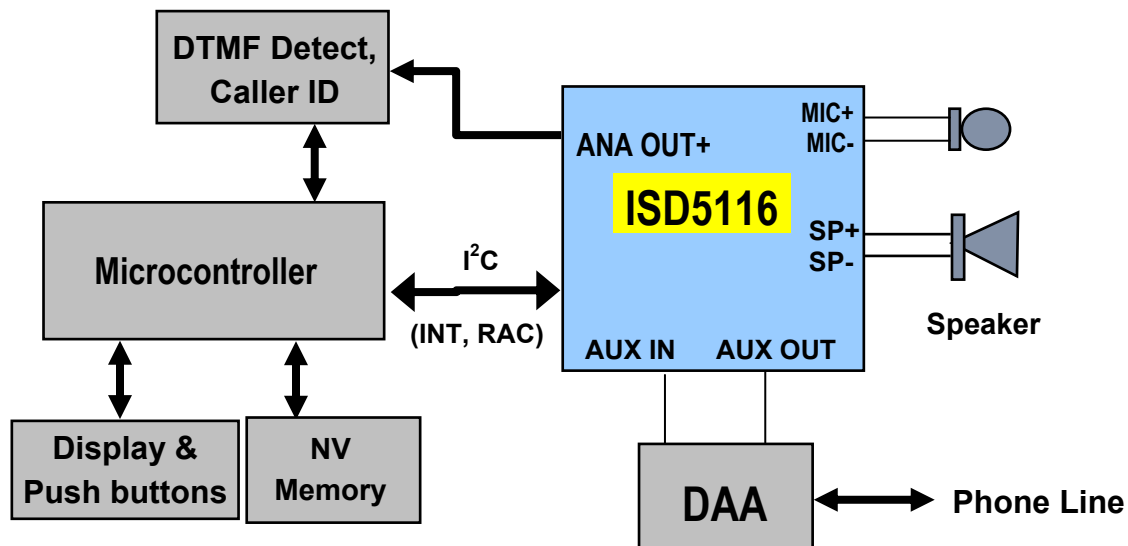 DTMF Detect,
Caller ID
MIC+
MIC-
ANA OUT+
ISD5116
SP+
SP-
Microcontroller
I²C
(INT, RAC)
Speaker
AUX IN
AUX OUT
Display &
Push buttons
NV
Memory
DAA
Phone Line